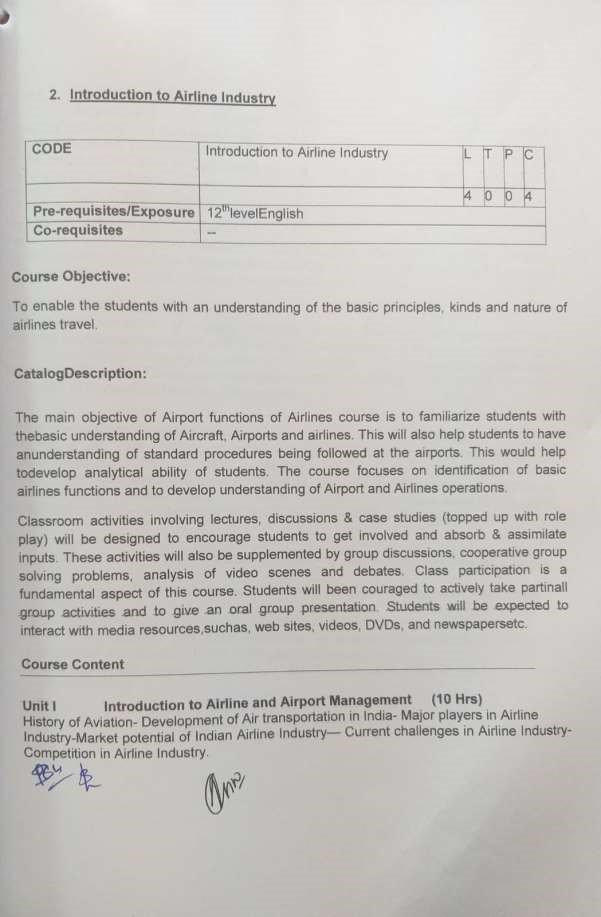 2. Introduction to Airline Industry
CODE Introduction to Airline Industry L T P C
4 0 0 4
Pre-requisites/Exposure 12thlevelEnglish
Co-requisites --
Course Objective:
To enable the students with an understanding of the basic principles, kinds and nature of
airlines travel.
CatalogDescription:
The main objective of Airport functions of Airlines course is to familiarize students with
thebasic understanding of Aircraft, Airports and airlines. This will also help students to have
anunderstanding of standard procedures being followed at the airports. This would help
todevelop analytical ability of students. The course focuses on identification of basic
airlines functions and to develop understanding of Airport and Airlines operations.
Classroom activities involving lectures, discussions & case studies (topped up with role
play) will be designed to encourage students to get involved and absorb & assimilate
inputs. These activities will also be supplemented by group discussions, cooperative group
solving problems, analysis of video scenes and debates. Class participation is a
fundamental aspect of this course. Students will been couraged to actively take partinall
group activities and to give an oral group presentation. Students will be expected to
interact with media resources,suchas, web sites, videos, DVDs, and newspapersetc.
Course Content
Unit I Introduction to Airline and Airport Management (10 Hrs)
History of Aviation- Development of Air transportation in India- Major players in Airline
Industry-Market potential of Indian Airline Industry— Current challenges in Airline Industry-
Competition in Airline Industry.